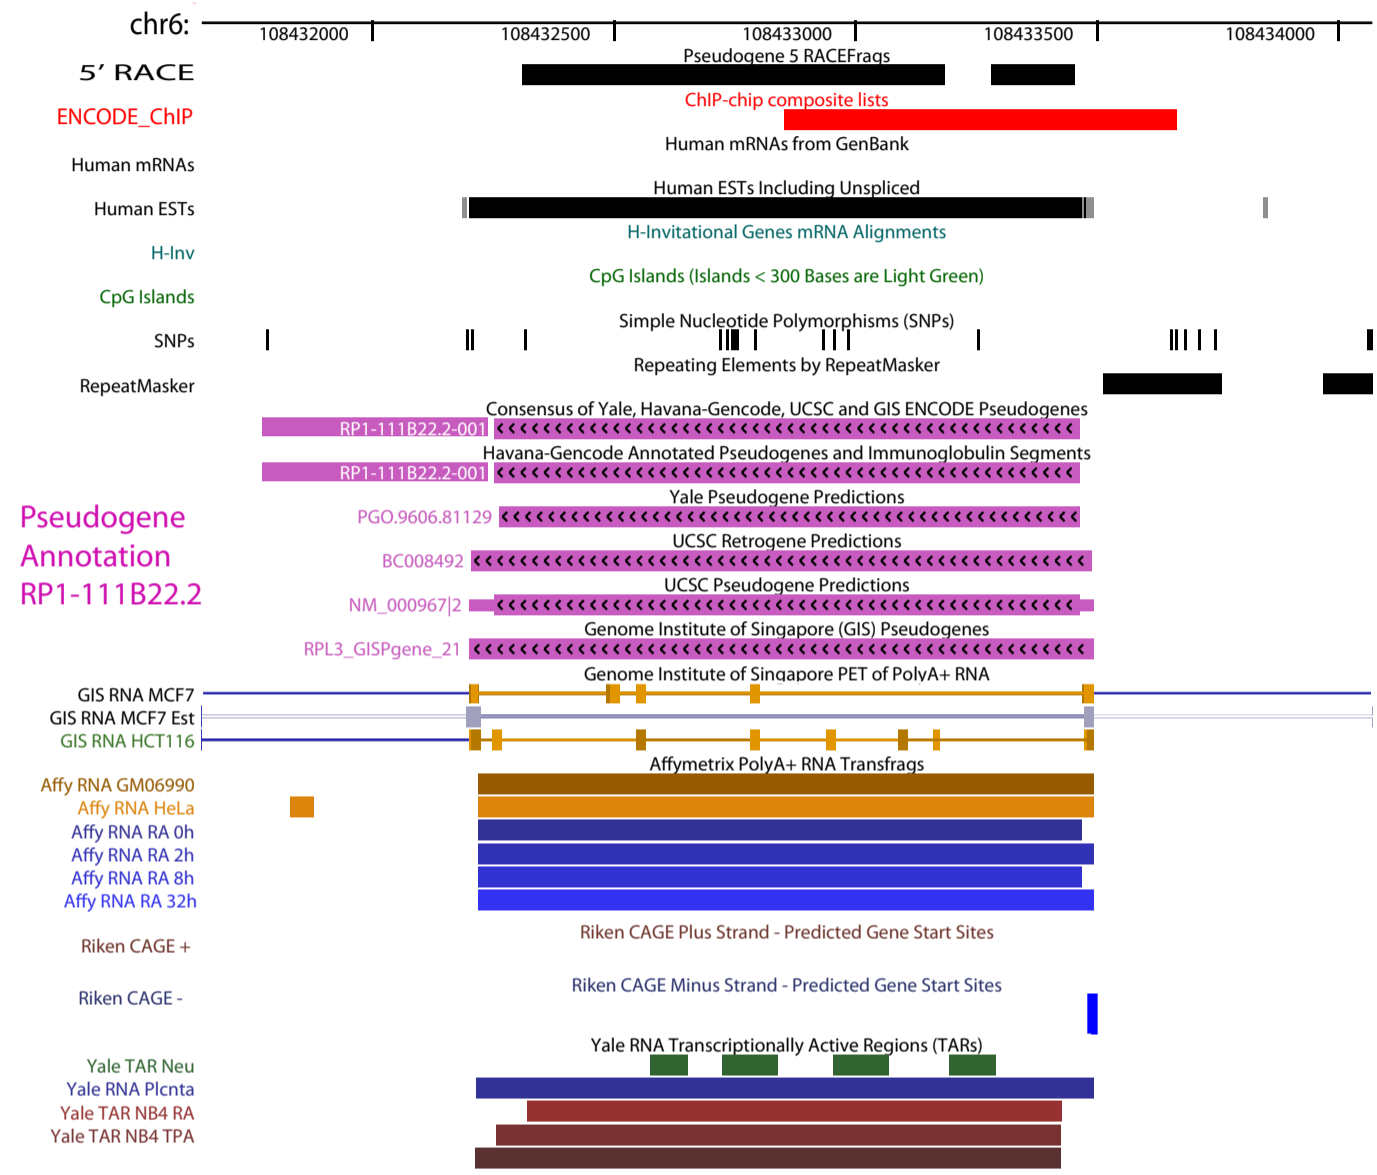 chr6:
108432000 108432500 108433000 108433500 108434000
Pseudogene 5 RACEFrags
5′ RACE
ChIP-chip composite lists
ENCODE_ChIP
Human mRNAs from GenBank
Human mRNAs
Human ESTs Including Unspliced
Human ESTs
H-Invitational Genes mRNA Alignments
H-Inv
CpG Islands (Islands < 300 Bases are Light Green)
CpG Islands
Simple Nucleotide Polymorphisms (SNPs)
SNPs
Repeating Elements by RepeatMasker
RepeatMasker
Consensus of Yale, Havana-Gencode, UCSC and GIS ENCODE Pseudogenes
RP1-111B22.2-001
Havana-Gencode Annotated Pseudogenes and Immunoglobulin Segments
RP1-111B22.2-001
Yale Pseudogene Predictions
PGO.9606.81129
UCSC Retrogene Predictions
BC008492
UCSC Pseudogene Predictions
NM_000967|2
Genome Institute of Singapore (GIS) Pseudogenes
RPL3_GISPgene_21
Pseudogene
Annotation
RP1-111B22.2
Genome Institute of Singapore PET of PolyA+ RNA
GIS RNA MCF7
GIS RNA MCF7 Est
GIS RNA HCT116
Affymetrix PolyA+ RNA Transfrags
Affy RNA GM06990
Affy RNA HeLa
Affy RNA RA 0h
Affy RNA RA 2h
Affy RNA RA 8h
Affy RNA RA 32h
Riken CAGE Plus Strand - Predicted Gene Start Sites
Riken CAGE +
Riken CAGE Minus Strand - Predicted Gene Start Sites
Riken CAGE -
Yale RNA Transcriptionally Active Regions (TARs)
Yale TAR Neu
Yale RNA Plcnta
Yale TAR NB4 RA
Yale TAR NB4 TPA